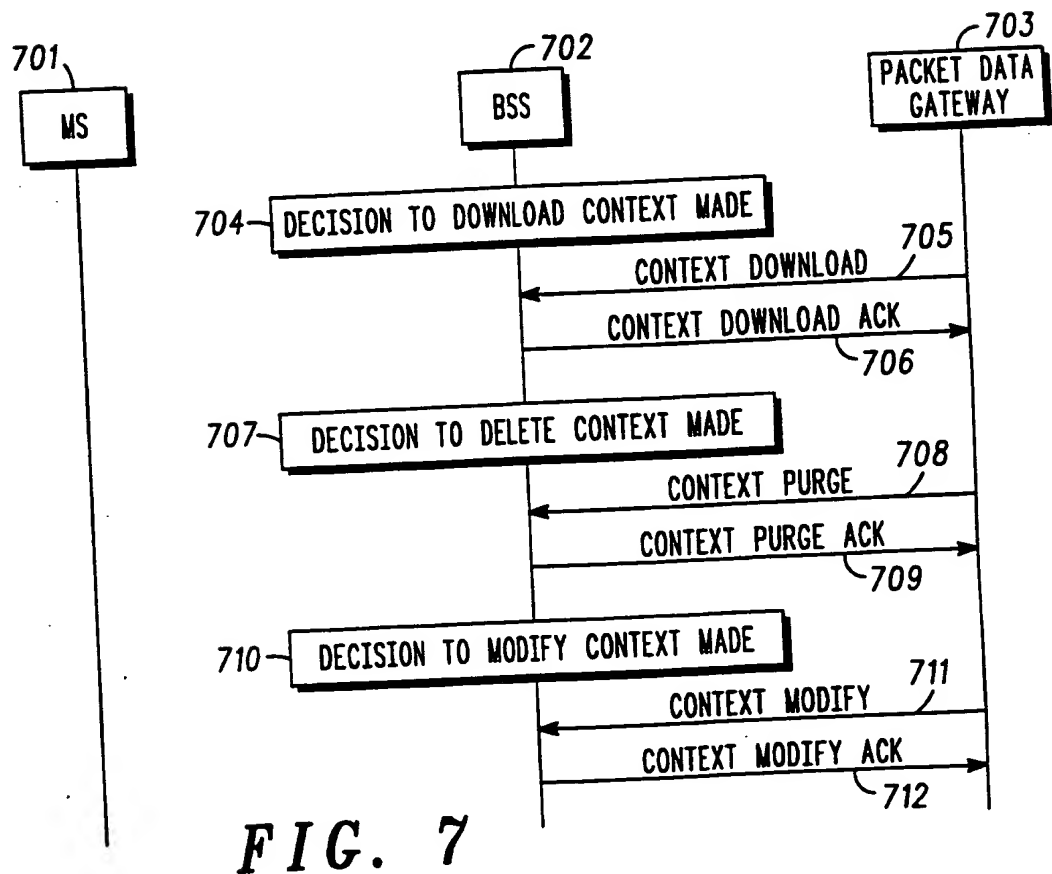 701
702
703
MS
BSS
PACKET DATA
GATEWAY
704
DECISION TO DOWNLOAD CONTEXT MADE
705
CONTEXT DOWNLOAD
CONTEXT DOWNLOAD ACK
706
707
DECISION TO DELETE CONTEXT MADE
708
CONTEXT PURGE
CONTEXT PURGE ACK
709
710
DECISION TO MODIFY CONTEXT MADE
711
CONTEXT MODIFY
CONTEXT MODIFY ACK
712
FIG. 7